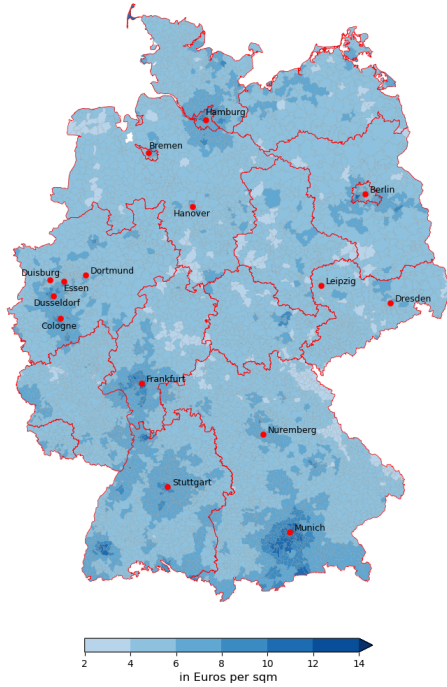 Hamburg
Bremen
Berlin
Hanover
Duisburg
Dortmund
Essen
Dusseldorf
Leipzig
Dresden
Cologne
Frankfurt
Nuremberg
Stuttgart
Munich
2 4 6 8 10 12 14
in Euros per sqm